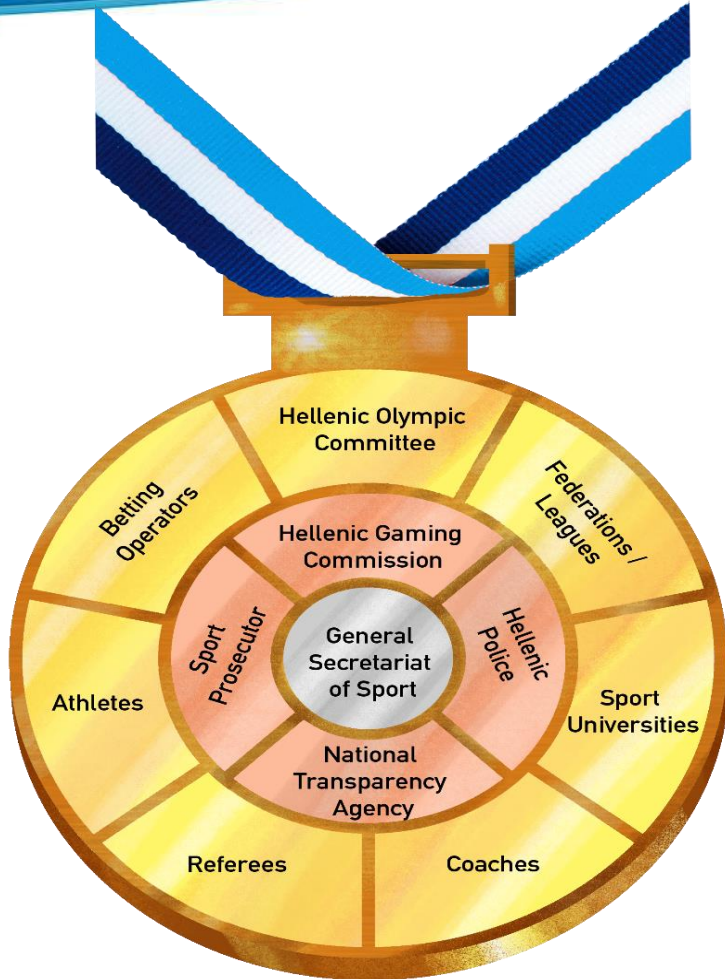 Hellenic Olympic
Committee
Betting
Operators
Federations /
Leagues
Hellenic Gaming
Commission
Sport
Prosecutor
Hellenic
Police
General
Secretariat
of Sport
Athletes
Sport
Universities
National
Transparency
Agency
Referees
Coaches